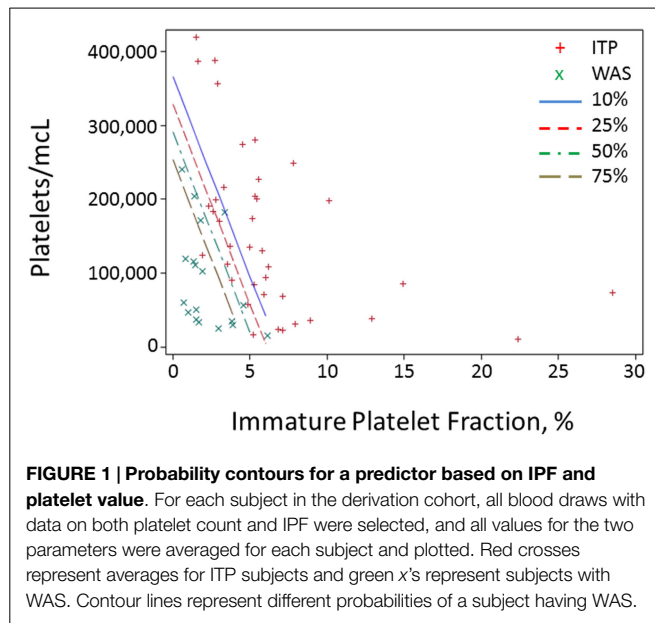 400,000
300,000
200,000
100,000
0
Platelets/mcL
+ ITP
x WAS
10%
25%
50%
75%
0 5 10 15 20 25 30
Immature Platelet Fraction, %
FIGURE 1 | Probability contours for a predictor based on IPF and
platelet value. For each subject in the derivation cohort, all blood draws with
data on both platelet count and IPF were selected, and all values for the two
parameters were averaged for each subject and plotted. Red crosses
represent averages for ITP subjects and green x's represent subjects with
WAS. Contour lines represent different probabilities of a subject having WAS.